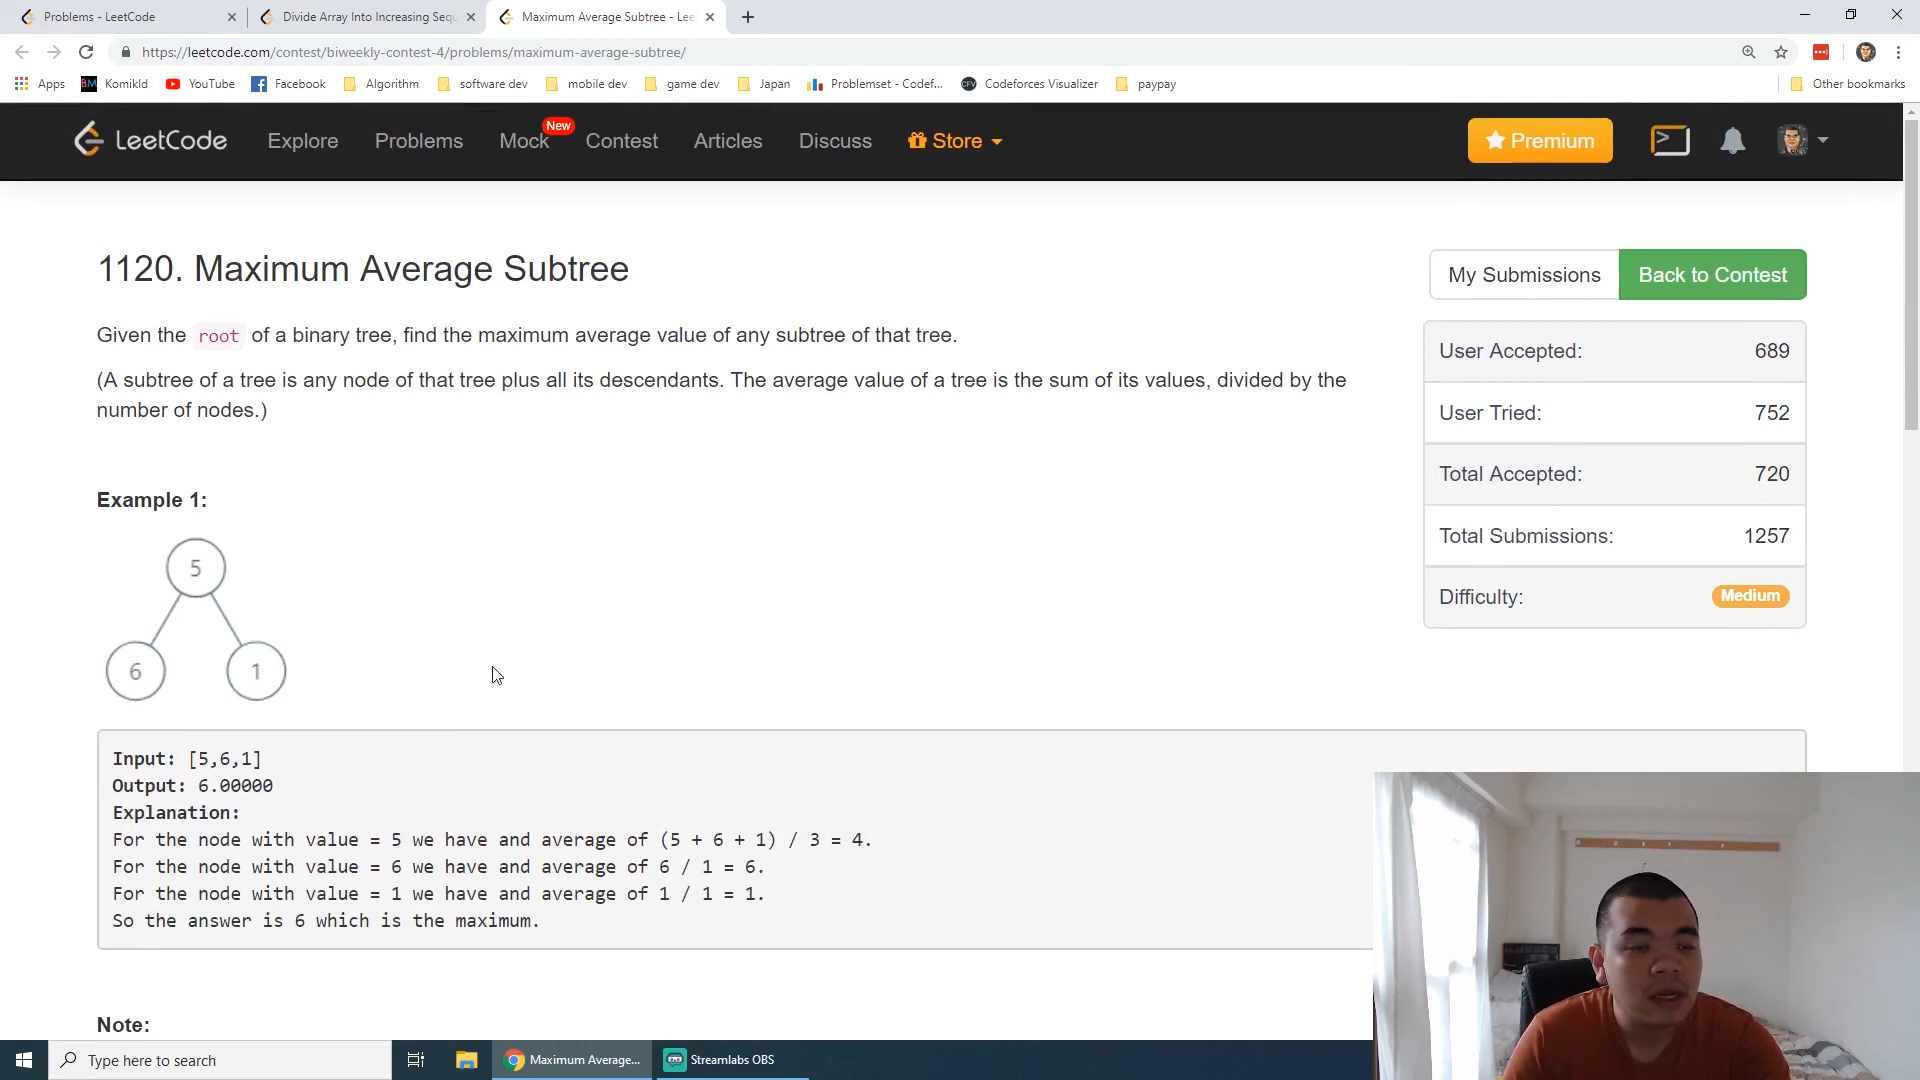 Problems - LeetCode
Divide Array Into Increasing Sequ
Maximum Average Subtree - Lee
https://leetcode.com/contest/biweekly-contest-4/problems/maximum-average-subtree/
Apps
BM KomikId
YouTube
Facebook
Algorithm
software dev
mobile dev
game dev
Japan
Problemset - Codef...
Codeforces Visualizer
paypay
Other bookmarks
LeetCode
Explore
Problems
Mock
New
Contest
Articles
Discuss
Store
Premium
1120. Maximum Average Subtree
My Submissions
Back to Contest
Given the root of a binary tree, find the maximum average value of any subtree of that tree.
(A subtree of a tree is any node of that tree plus all its descendants. The average value of a tree is the sum of its values, divided by the
number of nodes.)
User Accepted: 689
User Tried: 752
Total Accepted: 720
Total Submissions: 1257
Difficulty: Medium
Example 1:
5
6 1
Input: [5,6,1]
Output: 6.00000
Explanation:
For the node with value = 5 we have and average of (5 + 6 + 1) / 3 = 4.
For the node with value = 6 we have and average of 6 / 1 = 6.
For the node with value = 1 we have and average of 1 / 1 = 1.
So the answer is 6 which is the maximum.
Note:
Type here to search
Maximum Average...
Streamlabs OBS